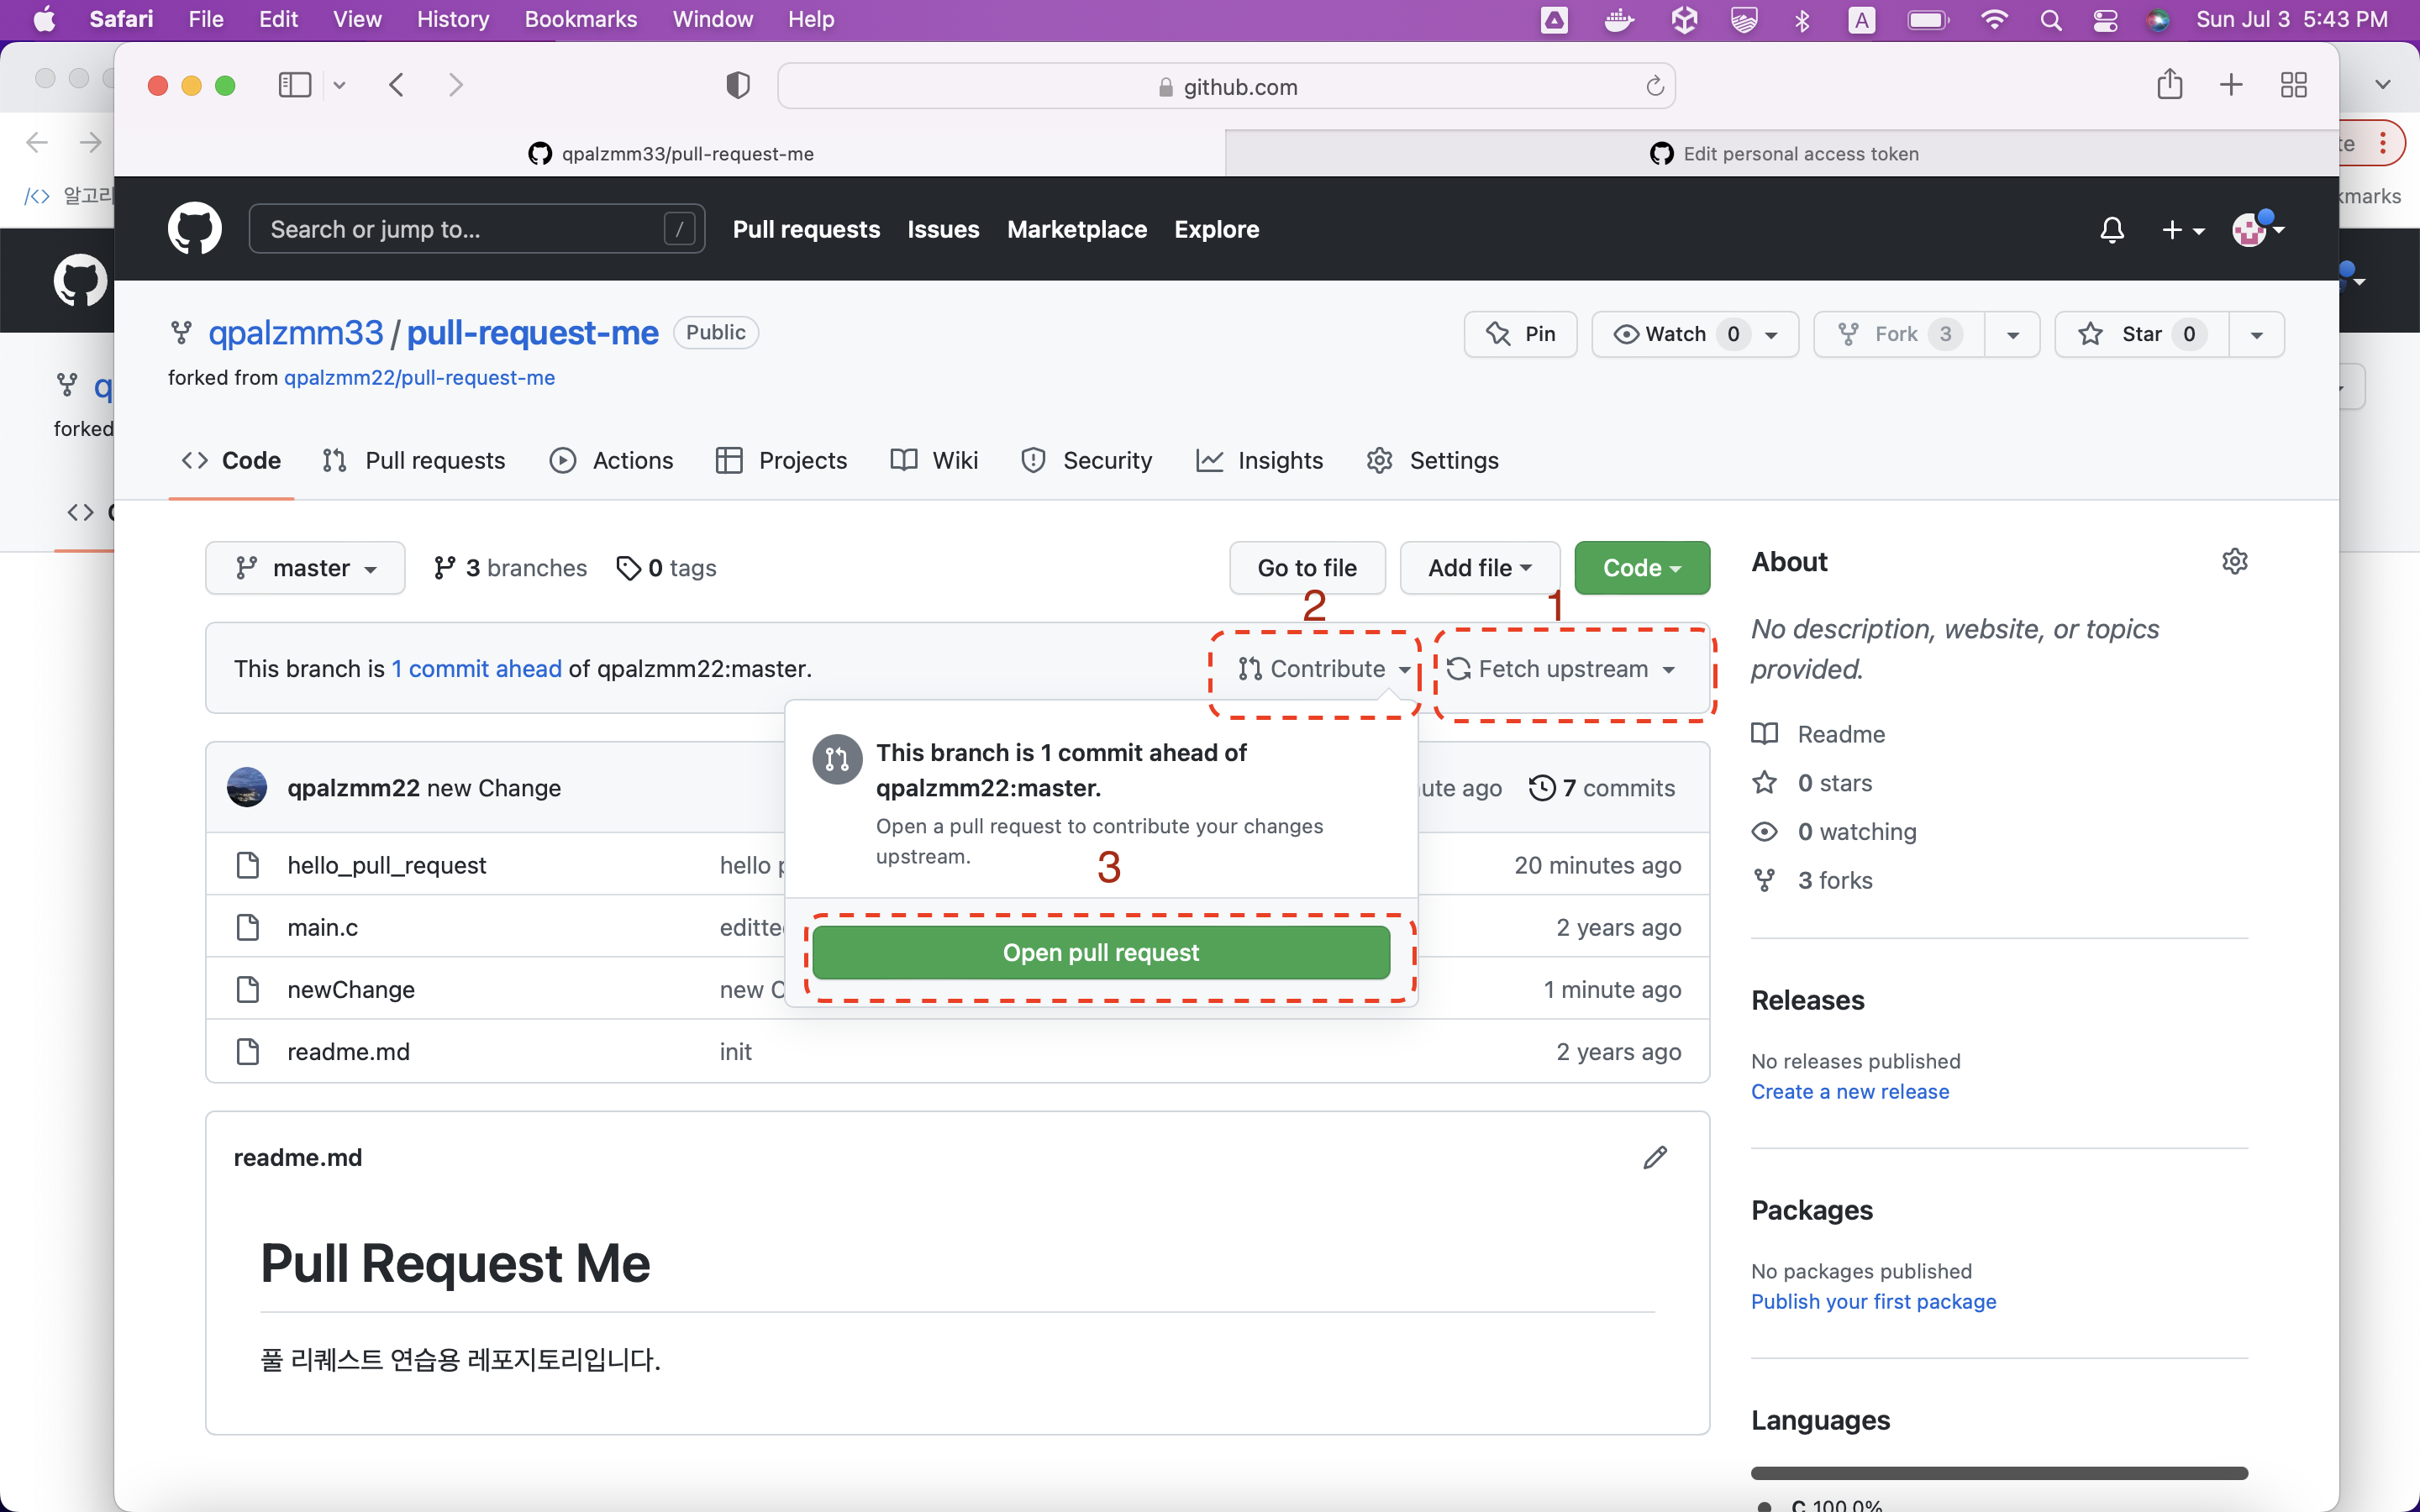 Safari File Edit View History Bookmarks Window Help A Sun Jul 3 5:43 PM
github.com
qpalzmm33/pull-request-me Edit personal access token
/<> 알고리
Search or jump to... / Pull requests Issues Marketplace Explore
qpalzmm33 / pull-request-me Public Pin Watch 0 Fork 3 Star 0
forked from qpalzmm22/pull-request-me
forked
Code Pull requests Actions Projects Wiki Security Insights Settings
master 3 branches 0 tags Go to file Add file Code
2 1
This branch is 1 commit ahead of qpalzmm22:master. Contribute Fetch upstream
This branch is 1 commit ahead of
qpalzmm22:master.
Open a pull request to contribute your changes
upstream.
3
Open pull request
qpalzmm22 new Change ute ago 7 commits
hello_pull_request hello p 20 minutes ago
main.c editte 2 years ago
newChange new C 1 minute ago
readme.md init 2 years ago
readme.md
Pull Request Me
풀 리퀘스트 연습용 레포지토리입니다.
About
No description, website, or topics
provided.
Readme
0 stars
0 watching
3 forks
Releases
No releases published
Create a new release
Packages
No packages published
Publish your first package
Languages
C 100.0%